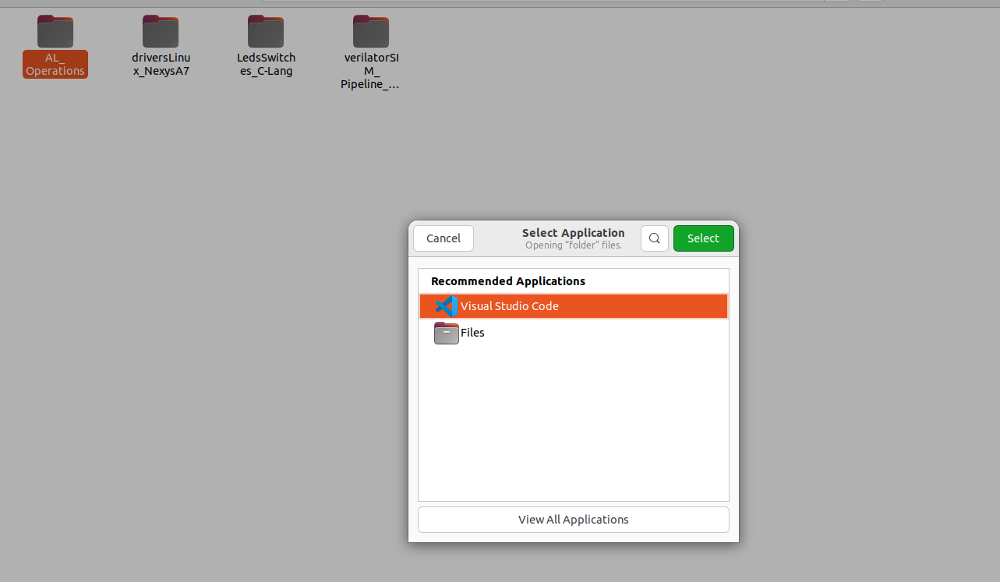 AL_
Operations
driversLinu
x_NexysA7
LedsSwitch
es_C-Lang
verilatorSI
M_
Pipeline_...
Cancel
Select Application
Opening “folder” files.
Select
Recommended Applications
Visual Studio Code
Files
View All Applications